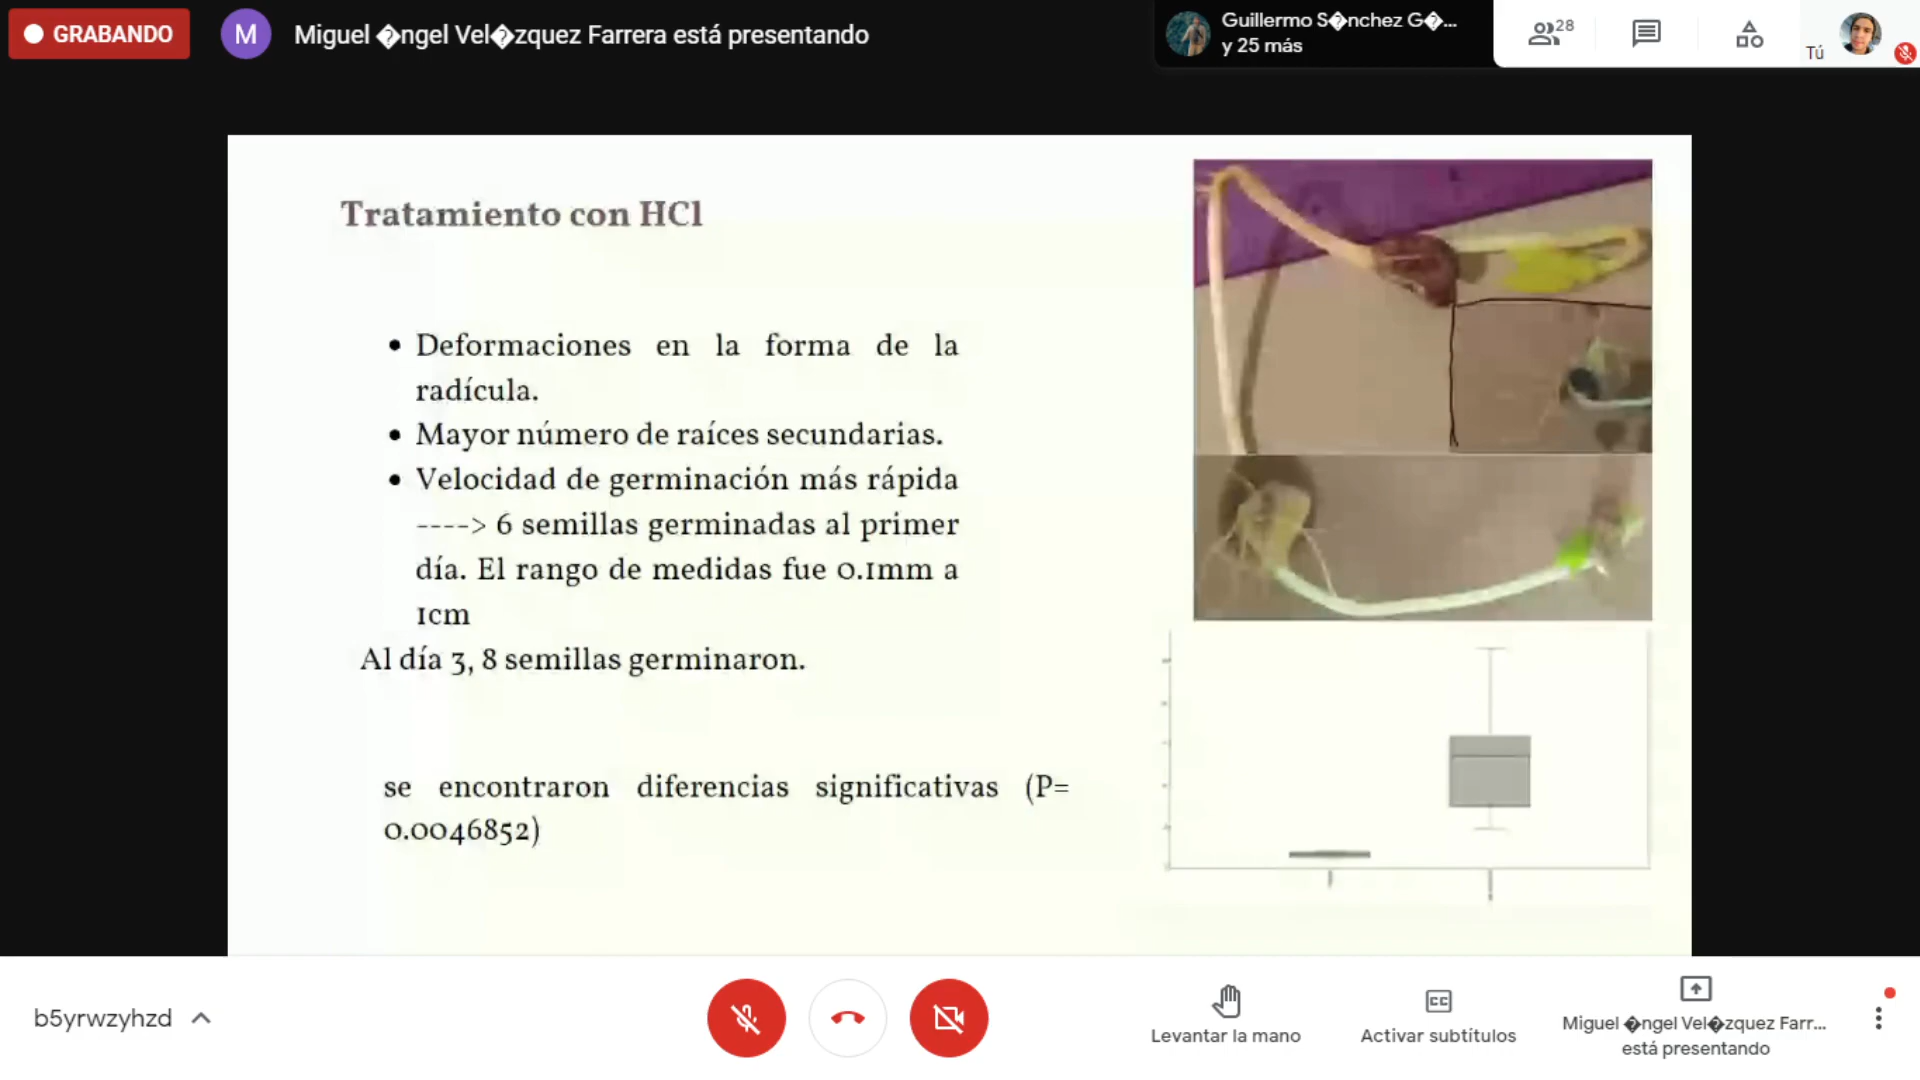 GRABANDO
M
Miguel �ngel Vel�zquez Farrera está presentando
Guillermo S�nchez G�...
y 25 más
28
Tú
Tratamiento con HCl
• Deformaciones en la forma de la
radícula.
• Mayor número de raíces secundarias.
• Velocidad de germinación más rápida
----> 6 semillas germinadas al primer
día. El rango de medidas fue 0.1mm a
1cm
Al día 3, 8 semillas germinaron.
se encontraron diferencias significativas (P=
0.0046852)
b5yrwzyhzd
Levantar la mano
CC
Activar subtítulos
Miguel �ngel Vel�zquez Farr...
está presentando